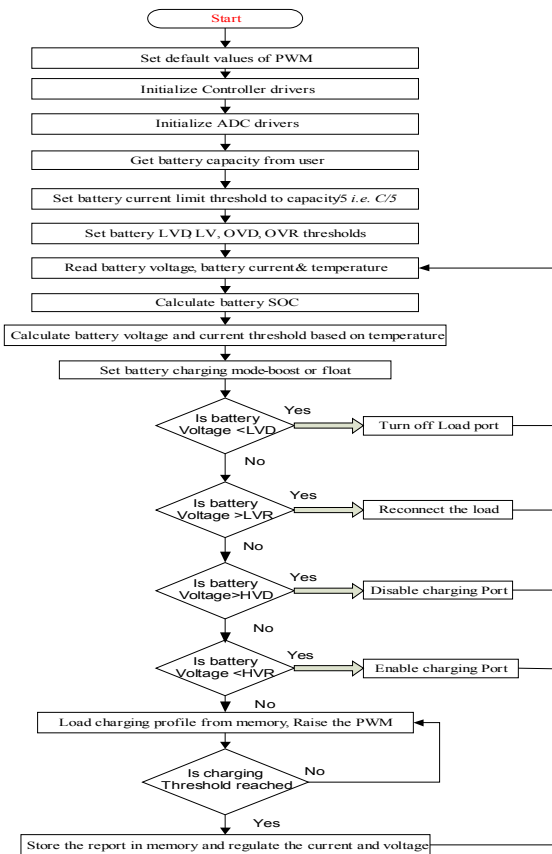 Start
Set default values of PWM
Initialize Controller drivers
Initialize ADC drivers
Get battery capacity from user
Set battery current limit threshold to capacity/5 i.e. C/5
Set battery LVD, LV, OVD, OVR thresholds
Read battery voltage, battery current& temperature
Calculate battery SOC
Calculate battery voltage and current threshold based on temperature
Set battery charging mode-boost or float
Is battery
Voltage <LVD
Yes
Turn off Load port
No
Is battery
Voltage >LVR
Yes
Reconnect the load
No
Is battery
Voltage>HVD
Yes
Disable charging Port
No
Is battery
Voltage <HVR
Yes
Enable charging Port
No
Load charging profile from memory, Raise the PWM
Is charging
Threshold reached
No
Yes
Store the report in memory and regulate the current and voltage